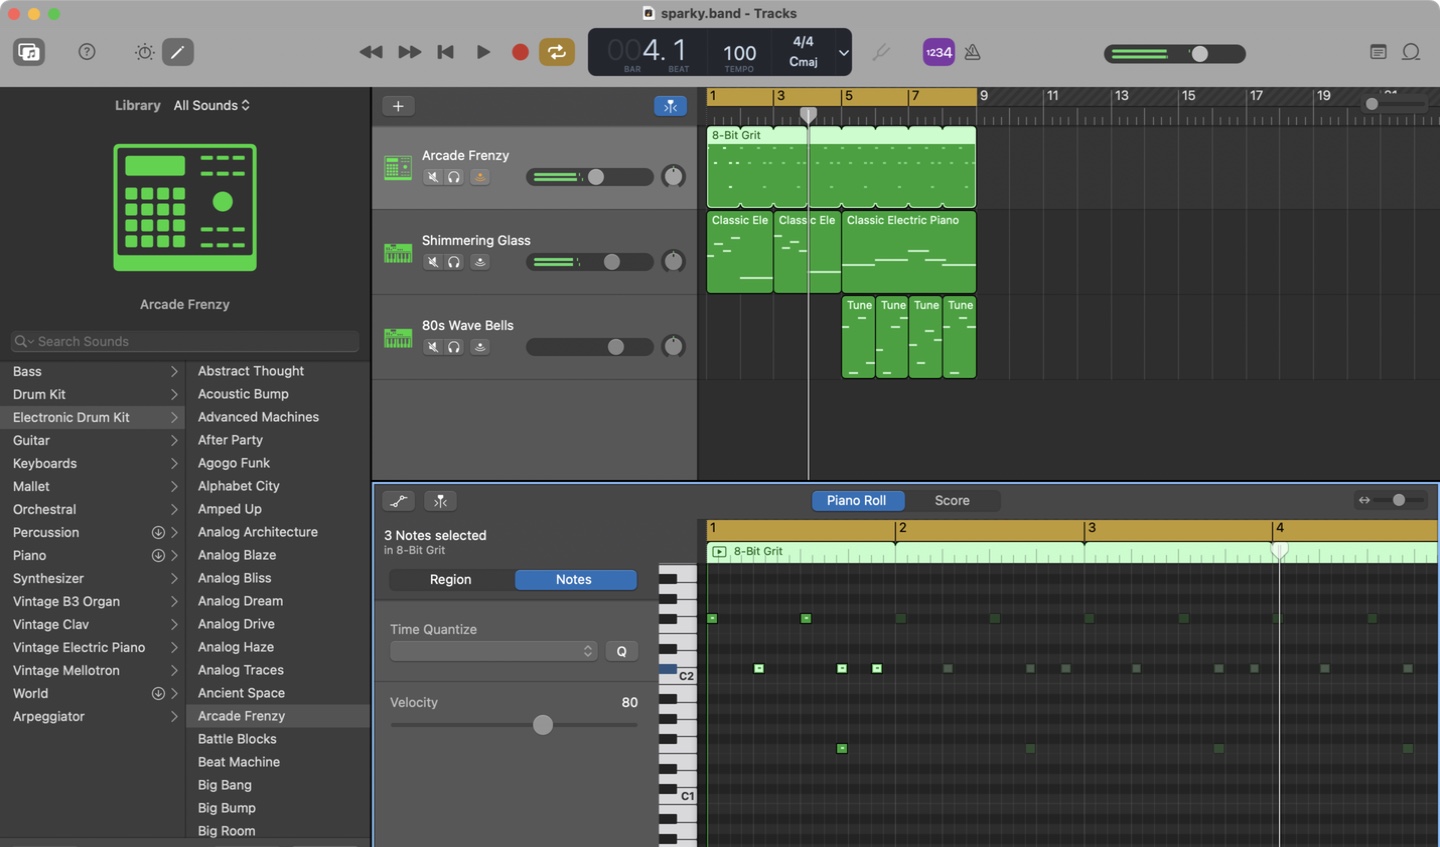 sparky.band - Tracks
004. 1
BAR BEAT
100
TEMPO
4/4
Cmaj
1234
Library All Sounds
1 3 5 7 9 11 13 15 17 19 21
Arcade Frenzy
Search Sounds
Bass
Drum Kit
Electronic Drum Kit
Guitar
Keyboards
Mallet
Orchestral
Percussion
Piano
Synthesizer
Vintage B3 Organ
Vintage Clav
Vintage Electric Piano
Vintage Mellotron
World
Arpeggiator
Abstract Thought
Acoustic Bump
Advanced Machines
After Party
Agogo Funk
Alphabet City
Amped Up
Analog Architecture
Analog Blaze
Analog Bliss
Analog Dream
Analog Drive
Analog Haze
Analog Traces
Ancient Space
Arcade Frenzy
Battle Blocks
Beat Machine
Big Bang
Big Bump
Big Room
Arcade Frenzy
Shimmering Glass
80s Wave Bells
8-Bit Grit
Classic Ele Classic Ele Classic Electric Piano
Tune Tune Tune Tune
Piano Roll Score
3 Notes selected
in 8-Bit Grit
Region Notes
Time Quantize
Q
Velocity 80
1 2 3 4
8-Bit Grit
C2
C1